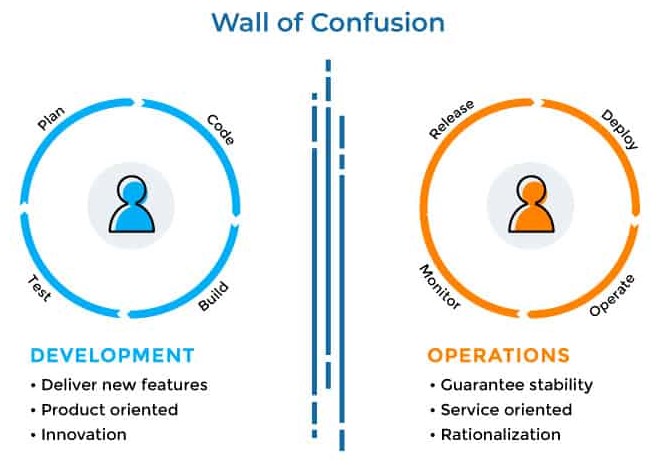 Wall of Confusion
Plan
Code
Test
Build
DEVELOPMENT
• Deliver new features
• Product oriented
• Innovation
Release
Deploy
Monitor
Operate
OPERATIONS
• Guarantee stability
• Service oriented
• Rationalization